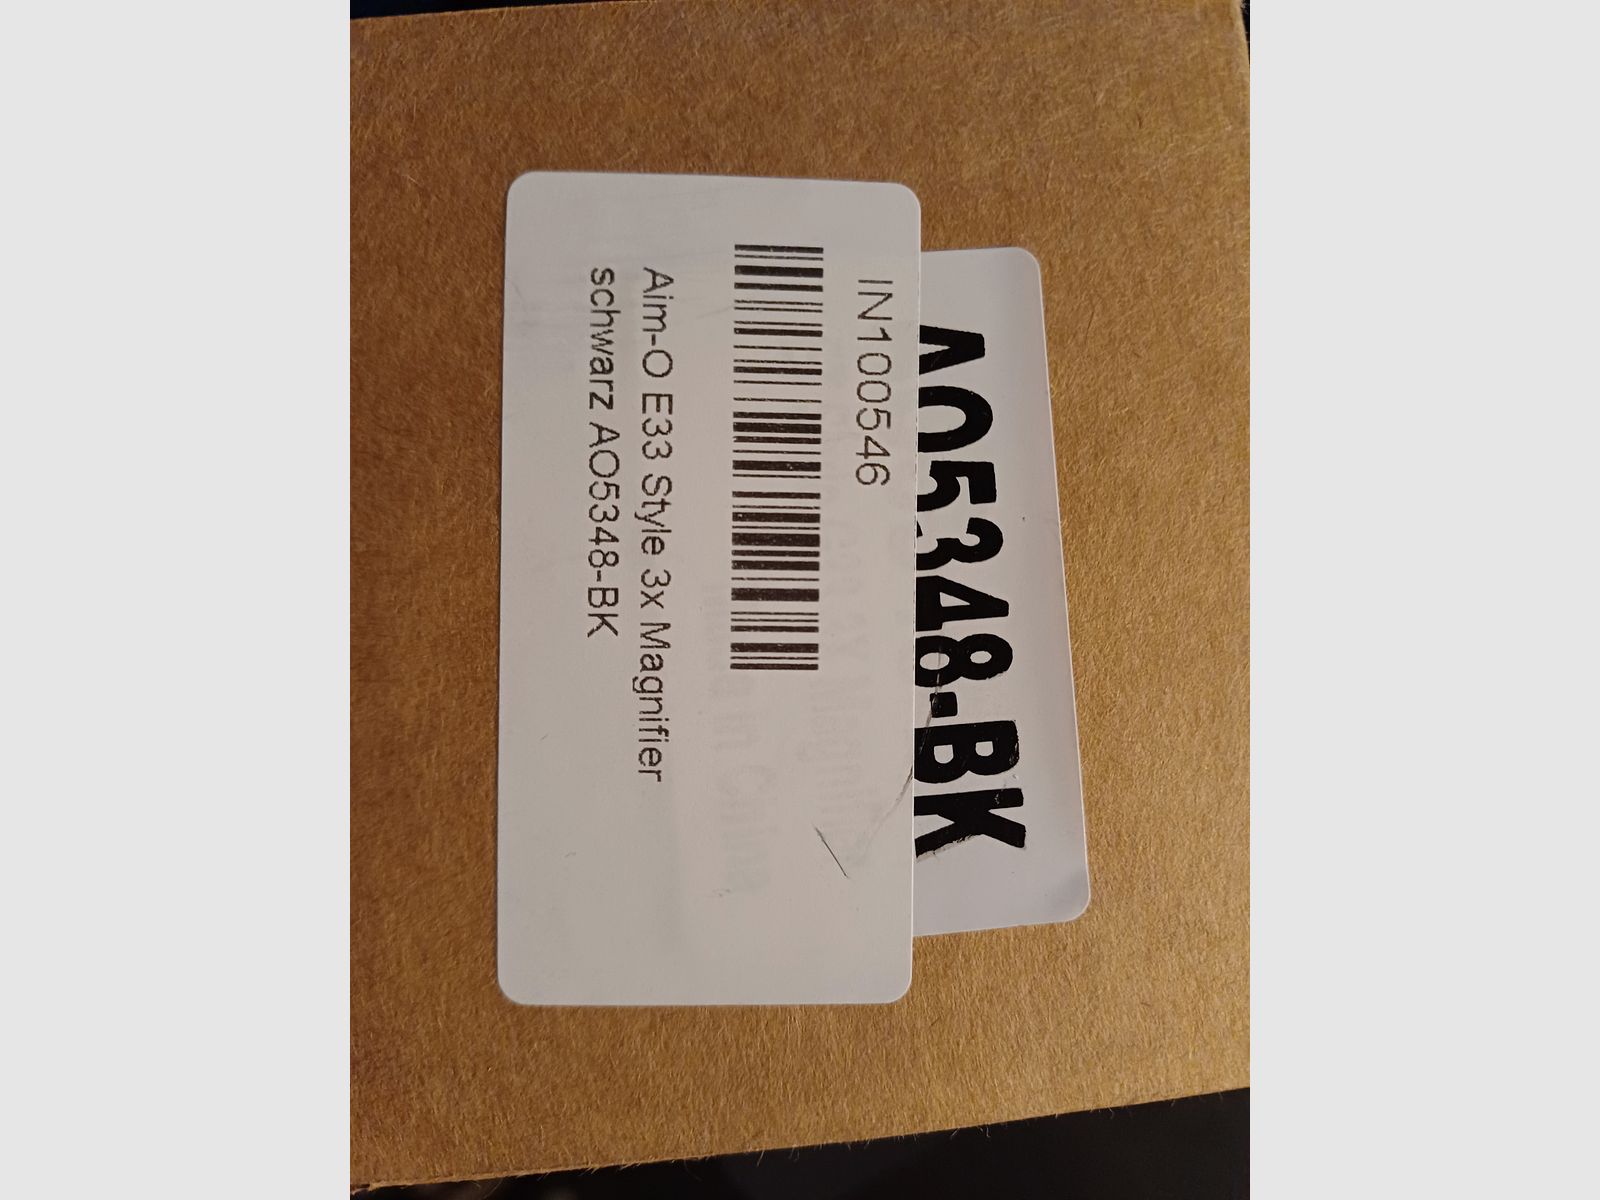 AO5348-BK
IN100546
Aim-O E33 Style 3x Magnifier
schwarz AO5348-BK